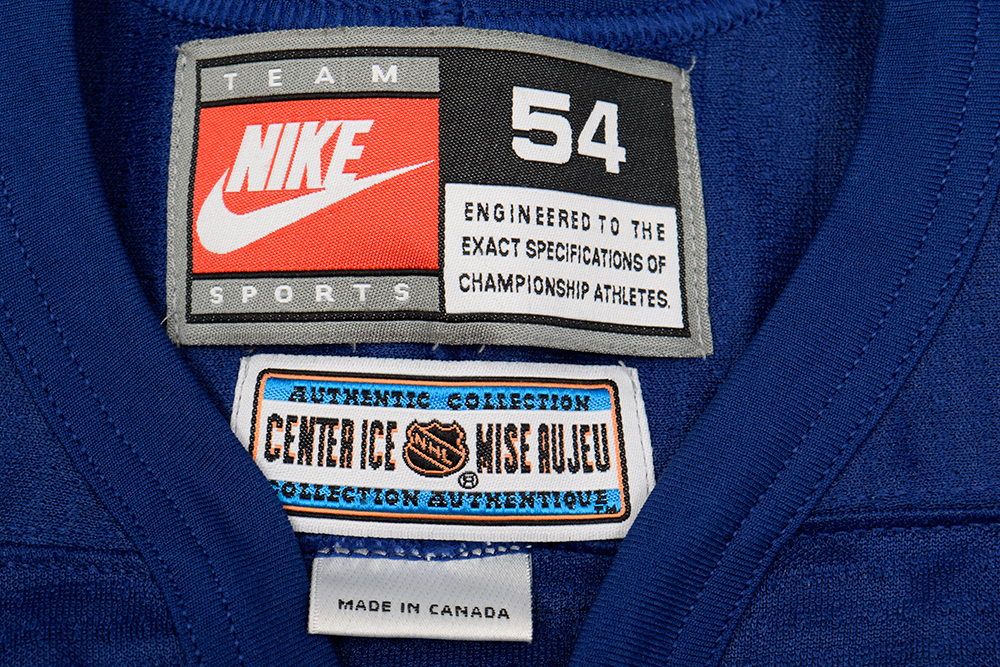 TEAM
NIKE
SPORTS
54
ENGINEERED TO THE
EXACT SPECIFICATIONS OF
CHAMPIONSHIP ATHLETES.
AUTHENTIC COLLECTION
CENTER ICE NHL ® MISE AU JEU
COLLECTION AUTHENTIQUE™
MADE IN CANADA